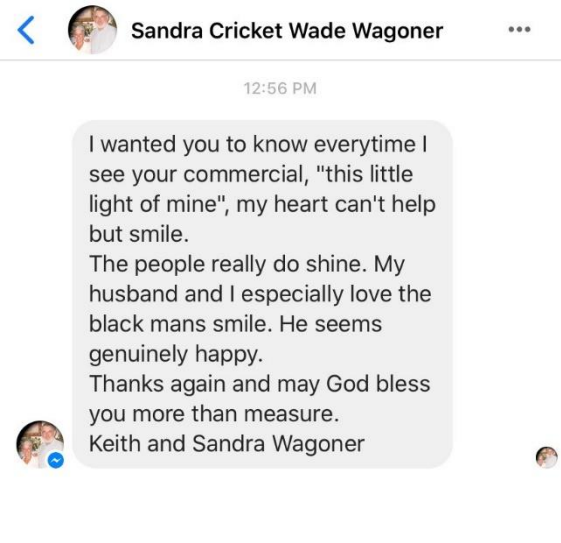 Sandra Cricket Wade Wagoner
12:56 PM
I wanted you to know everytime I
see your commercial, "this little
light of mine", my heart can't help
but smile.
The people really do shine. My
husband and I especially love the
black mans smile. He seems
genuinely happy.
Thanks again and may God bless
you more than measure.
Keith and Sandra Wagoner